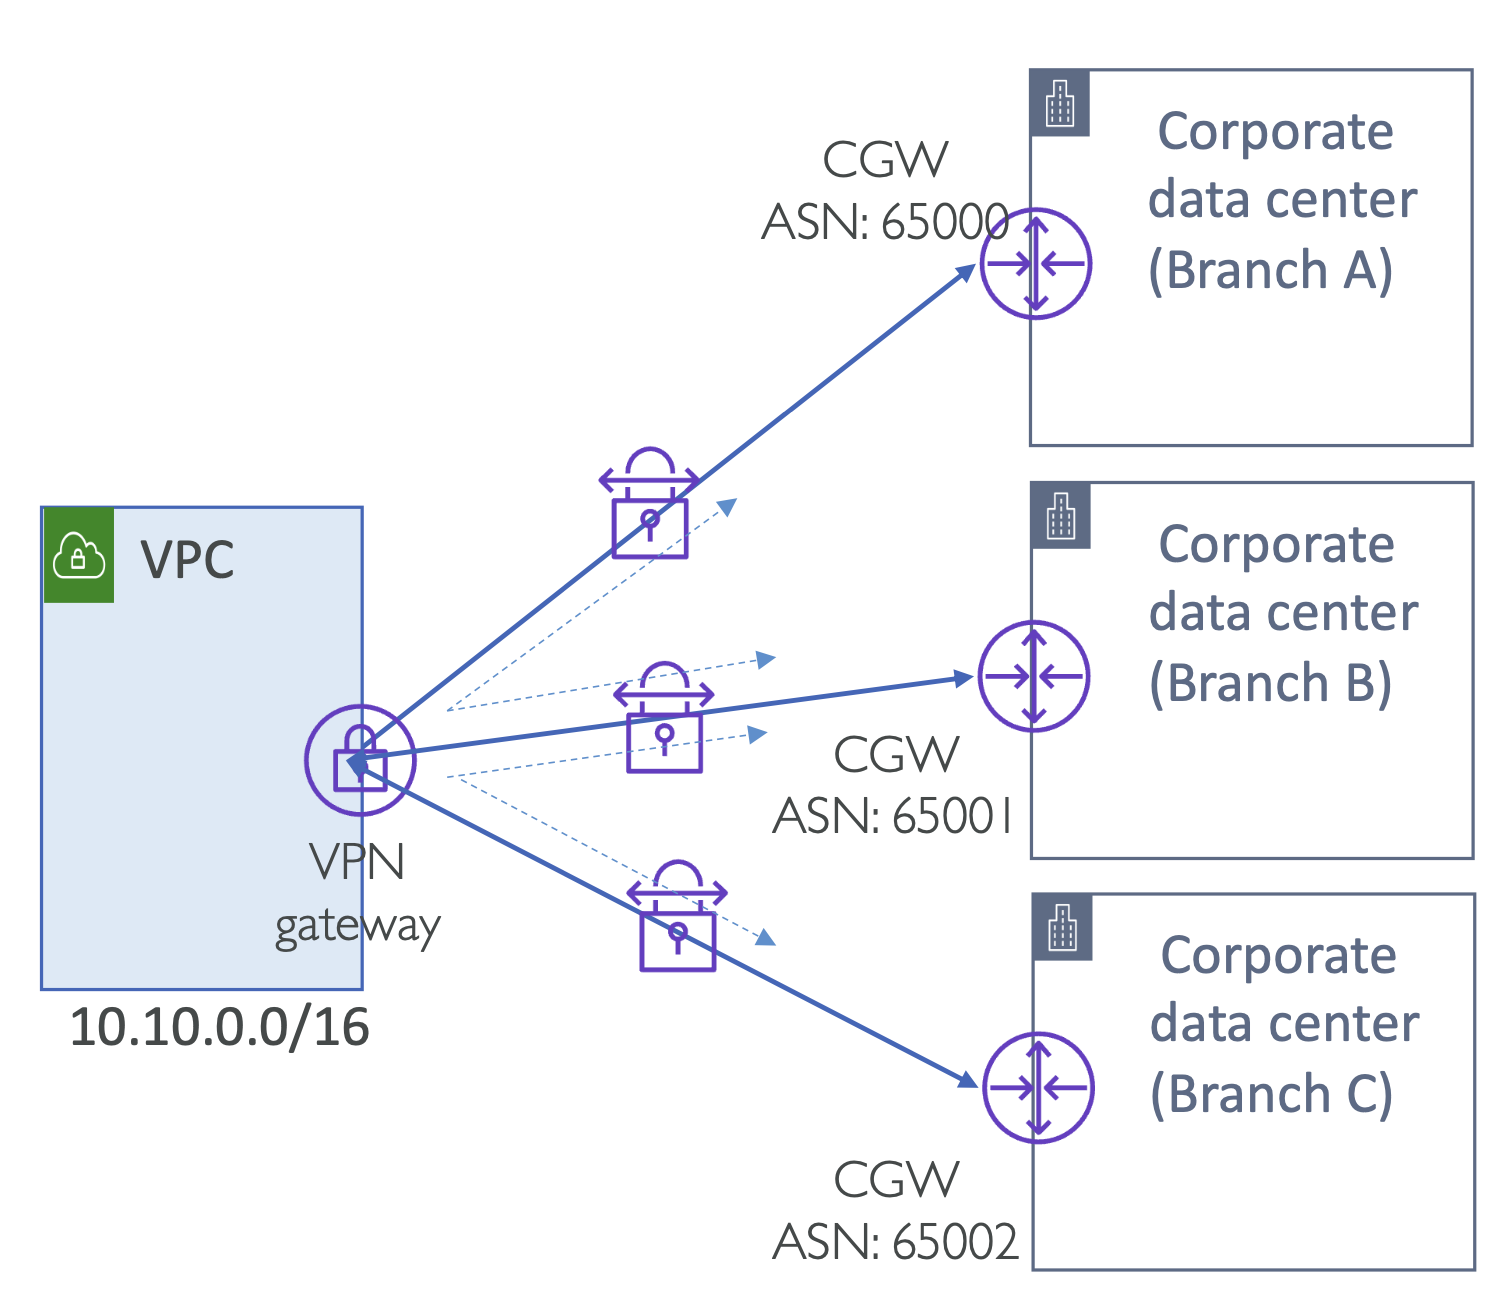 CGW
ASN: 65000
Corporate
data center
(Branch A)
VPC
VPN
gateway
10.10.0.0/16
CGW
ASN: 65001
Corporate
data center
(Branch B)
CGW
ASN: 65002
Corporate
data center
(Branch C)